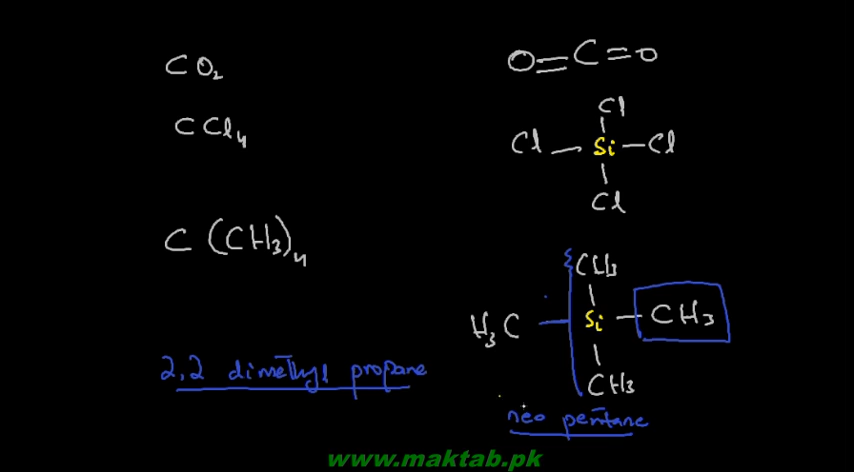 CO₂
O=C=O
CCl₄
Cl
Cl — Si — Cl
Cl
C (CH₃)₄
CH₃
H₃C — Si — CH₃
CH₃
2,2 dimethyl propane
neo pentane
www.maktab.pk